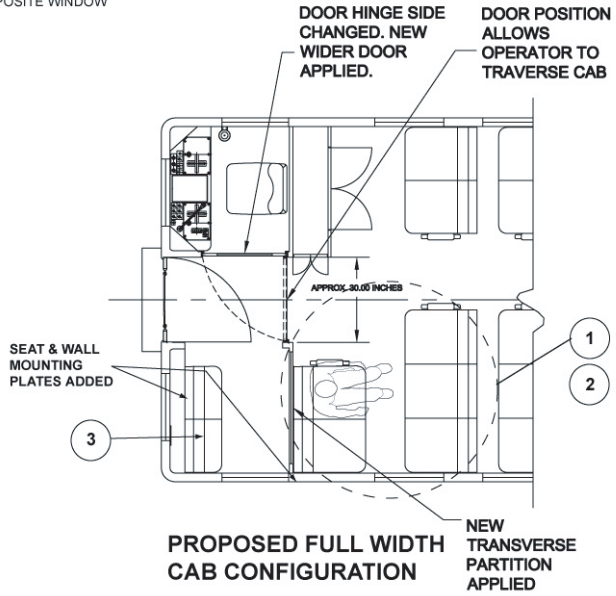 POSITE WINDOW
DOOR HINGE SIDE
CHANGED. NEW
WIDER DOOR
APPLIED.
DOOR POSITION
ALLOWS
OPERATOR TO
TRAVERSE CAB
APPROX. 30.00 INCHES
SEAT & WALL
MOUNTING
PLATES ADDED
1
2
3
PROPOSED FULL WIDTH
CAB CONFIGURATION
NEW
TRANSVERSE
PARTITION
APPLIED